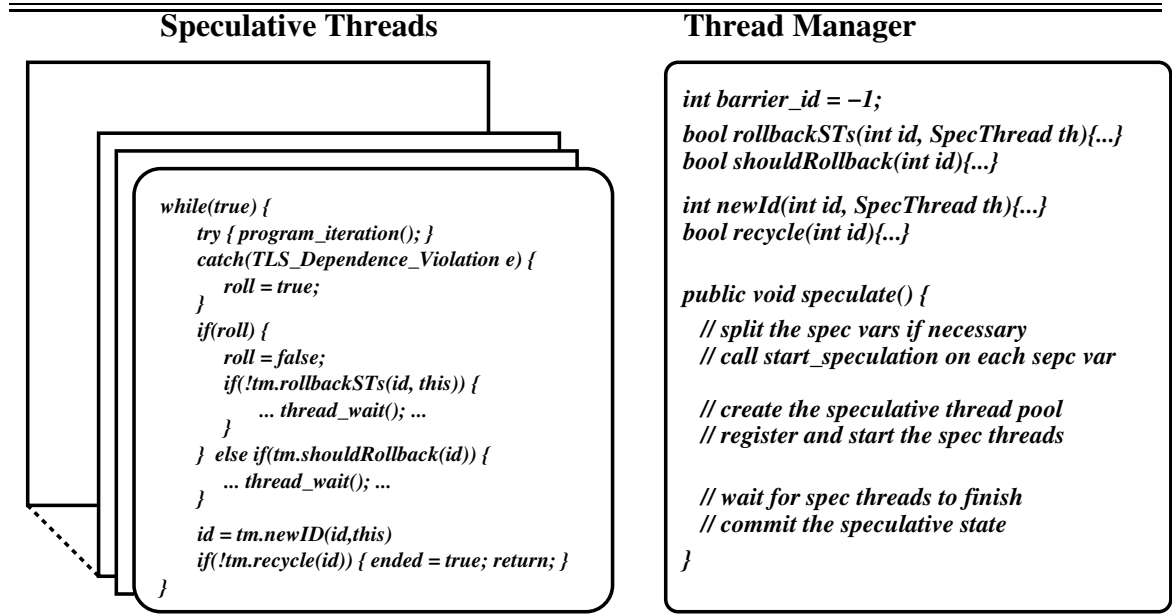 Speculative Threads
while(true) {
try { program_iteration(); }
catch(TLS_Dependence_Violation e) {
roll = true;
}
if(roll) {
roll = false;
if(!tm.rollbackSTs(id, this)) {
... thread_wait(); ...
}
} else if(tm.shouldRollback(id)) {
... thread_wait(); ...
}
id = tm.newID(id,this)
if(!tm.recycle(id)) { ended = true; return; }
}
Thread Manager
int barrier_id = −1;
bool rollbackSTs(int id, SpecThread th){...}
bool shouldRollback(int id){...}
int newId(int id, SpecThread th){...}
bool recycle(int id){...}
public void speculate() {
// split the spec vars if necessary
// call start_speculation on each sepc var
// create the speculative thread pool
// register and start the spec threads
// wait for spec threads to finish
// commit the speculative state
}